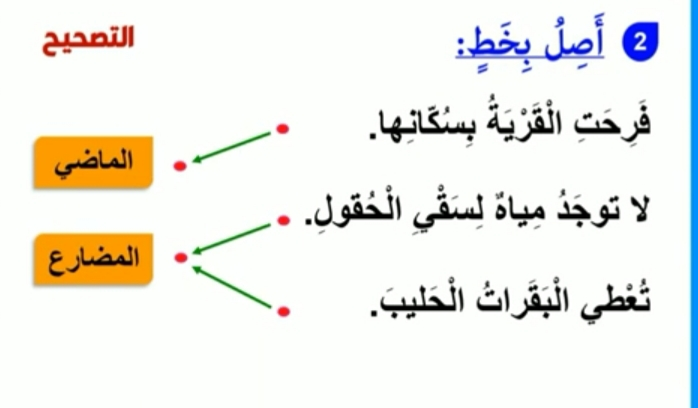 التصحيح
2 أَصِلُ بِخَطٍ:
فَرِحَتِ الْقَرْيَةُ بِسُكّانِها.
الماضي
لا توجَدُ مِياهٌ لِسَقْيِ الْحُقولِ.
المضارع
تُعْطي الْبَقَراتُ الْحَليبَ.